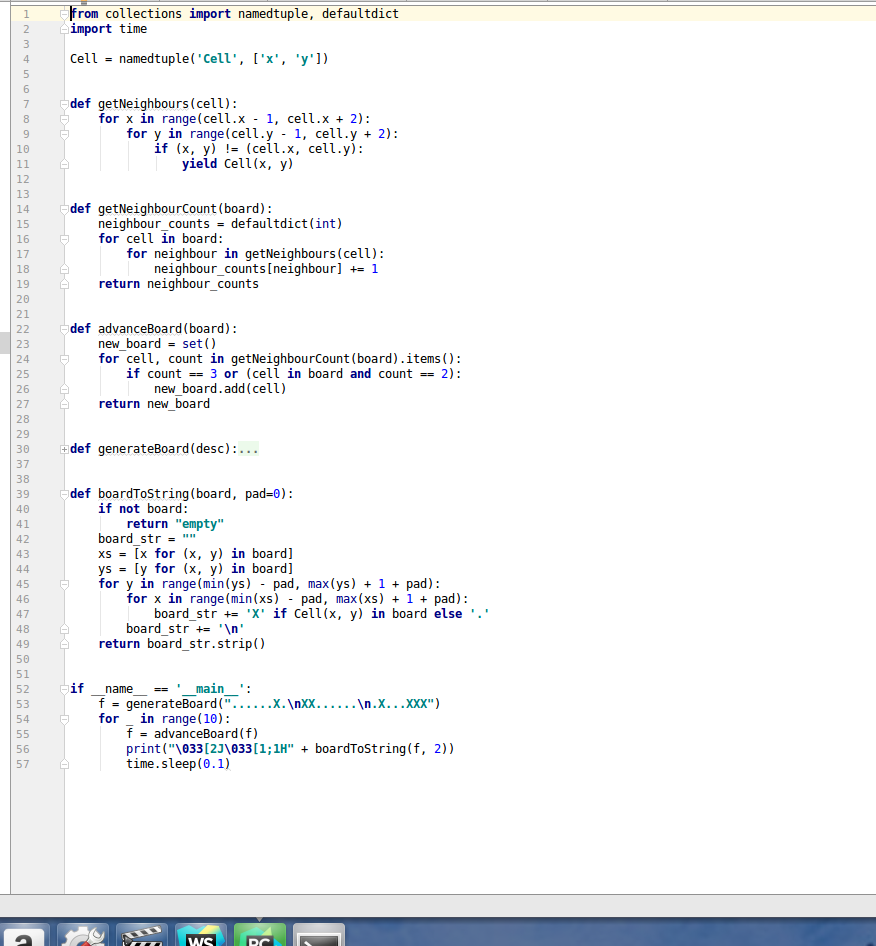 1 from collections import namedtuple, defaultdict
2 import time
3
4 Cell = namedtuple('Cell', ['x', 'y'])
5
6
7 def getNeighbours(cell):
8     for x in range(cell.x - 1, cell.x + 2):
9         for y in range(cell.y - 1, cell.y + 2):
10             if (x, y) != (cell.x, cell.y):
11                 yield Cell(x, y)
12
13
14 def getNeighbourCount(board):
15     neighbour_counts = defaultdict(int)
16     for cell in board:
17         for neighbour in getNeighbours(cell):
18             neighbour_counts[neighbour] += 1
19     return neighbour_counts
20
21
22 def advanceBoard(board):
23     new_board = set()
24     for cell, count in getNeighbourCount(board).items():
25         if count == 3 or (cell in board and count == 2):
26             new_board.add(cell)
27     return new_board
28
29
30 def generateBoard(desc):...
37
38
39 def boardToString(board, pad=0):
40     if not board:
41         return "empty"
42     board_str = ""
43     xs = [x for (x, y) in board]
44     ys = [y for (x, y) in board]
45     for y in range(min(ys) - pad, max(ys) + 1 + pad):
46         for x in range(min(xs) - pad, max(xs) + 1 + pad):
47             board_str += 'X' if Cell(x, y) in board else '.'
48         board_str += '\n'
49     return board_str.strip()
50
51
52 if __name__ == '__main__':
53     f = generateBoard("......X.\nXX......\n.X...XXX")
54     for _ in range(10):
55         f = advanceBoard(f)
56         print("\033[2J\033[1;1H" + boardToString(f, 2))
57         time.sleep(0.1)
a WS PC